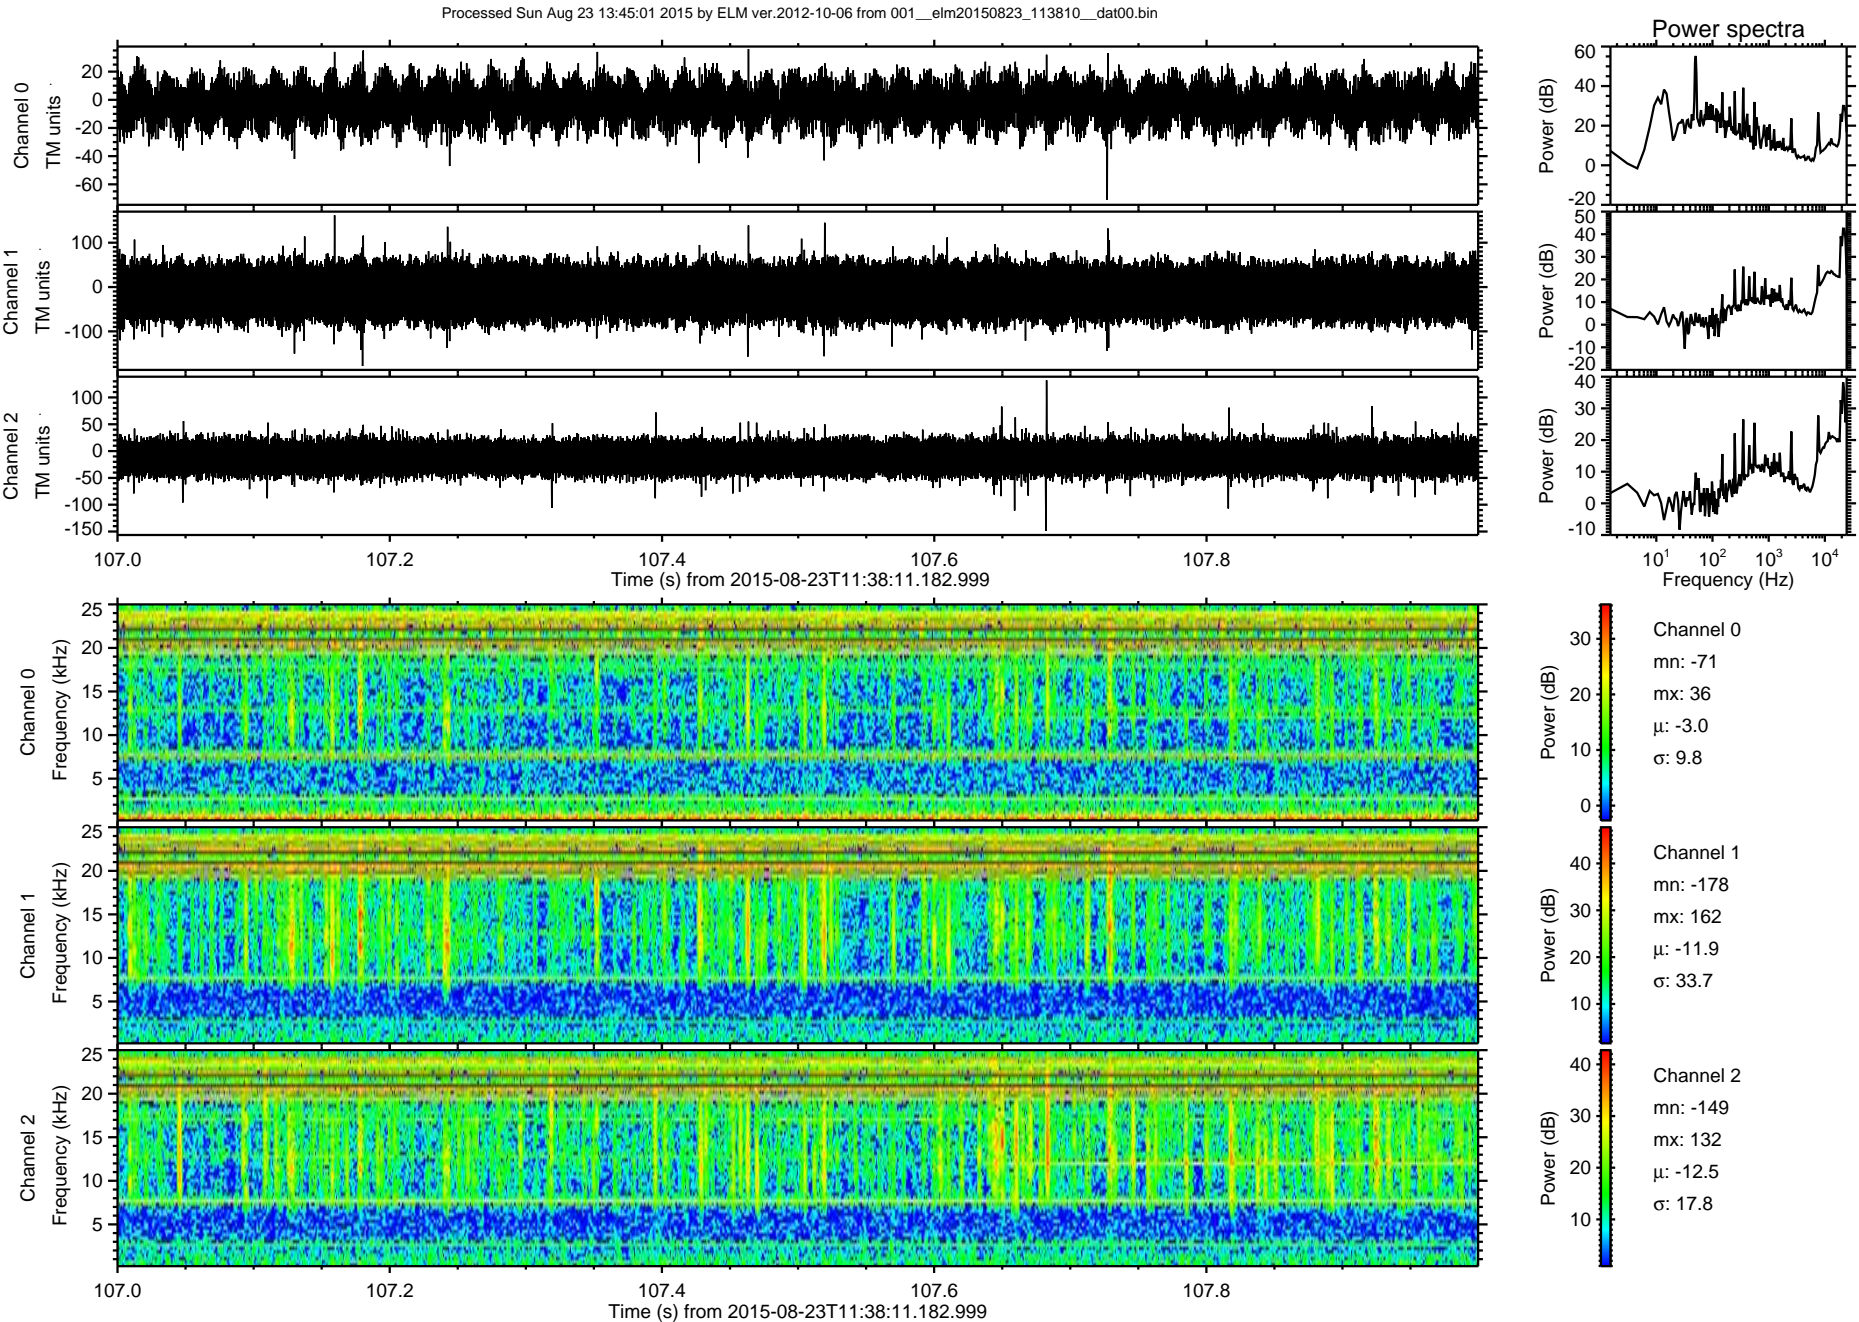 Processed Sun Aug 23 13:45:01 2015 by ELM ver.2012-10-06 from 001__elm20150823_113810__dat00.bin
Power spectra
Channel 0
TM units
20
0
-20
-40
-60
Power (dB)
60
40
20
0
-20
Channel 1
TM units
100
0
-100
Power (dB)
50
40
30
20
10
0
-10
-20
Channel 2
TM units
100
50
0
-50
-100
-150
Power (dB)
40
30
20
10
0
-10
107.0 107.2 107.4 107.6 107.8
Time (s) from 2015-08-23T11:38:11.182.999
10^1 10^2 10^3 10^4
Frequency (Hz)
Channel 0
Frequency (kHz)
25
20
15
10
5
Power (dB)
30
20
10
0
Channel 0
mn: -71
mx: 36
μ: -3.0
σ: 9.8
Channel 1
Frequency (kHz)
25
20
15
10
5
Power (dB)
40
30
20
10
Channel 1
mn: -178
mx: 162
μ: -11.9
σ: 33.7
Channel 2
Frequency (kHz)
25
20
15
10
5
Power (dB)
40
30
20
10
Channel 2
mn: -149
mx: 132
μ: -12.5
σ: 17.8
107.0 107.2 107.4 107.6 107.8
Time (s) from 2015-08-23T11:38:11.182.999